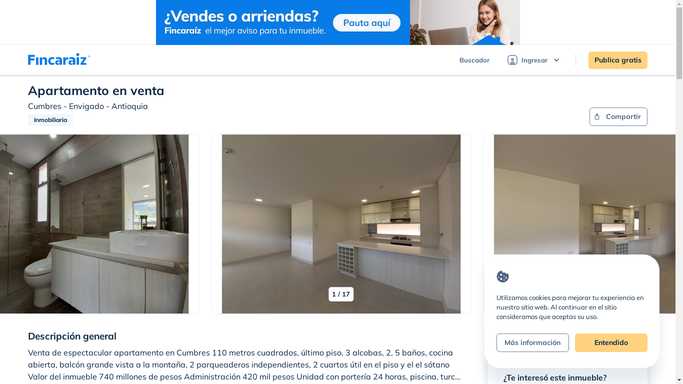 ¿Vendes o arriendas?
Fincaraíz el mejor aviso para tu inmueble.
Pauta aquí
Fincaraiz
Buscador
Ingresar
Publica gratis
Apartamento en venta
Cumbres - Envigado - Antioquia
Inmobiliaria
Compartir
1 / 17
Utilizamos cookies para mejorar tu experiencia en
nuestro sitio web. Al continuar en el sitio
consideramos que aceptas su uso.
Más información
Entendido
Descripción general
Venta de espectacular apartamento en Cumbres 110 metros cuadrados, último piso. 3 alcobas, 2, 5 baños, cocina
abierta, balcón grande vista a la montaña, 2 parqueaderos independientes, 2 cuartos útil en el piso y el el sótano
Valor del inmueble 740 millones de pesos Administración 420 mil pesos Unidad con portería 24 horas, piscina, turc...
¿Te interesó este inmueble?